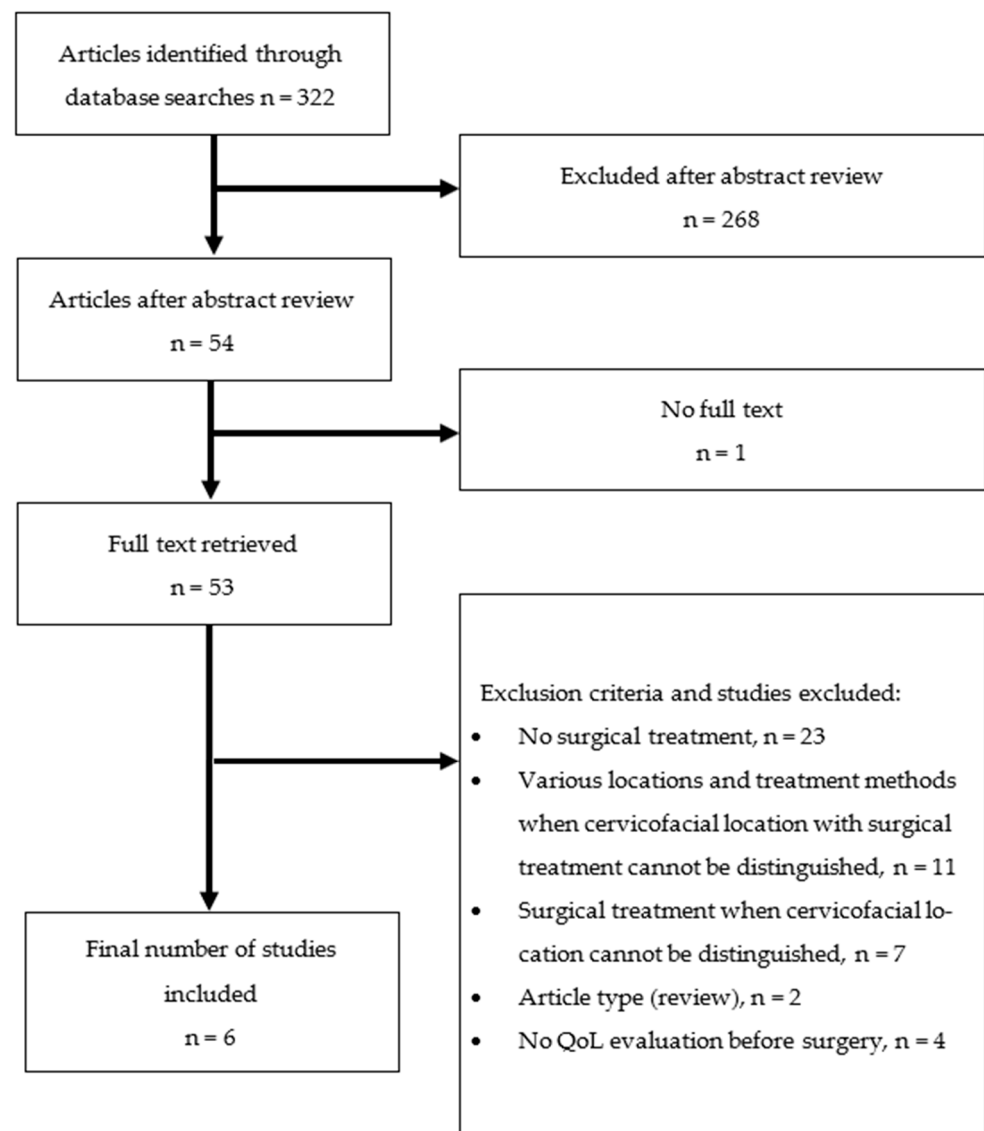 Articles identified through
database searches n = 322
Excluded after abstract review
n = 268
Articles after abstract review
n = 54
No full text
n = 1
Full text retrieved
n = 53
Exclusion criteria and studies excluded:
• No surgical treatment, n = 23
• Various locations and treatment methods
when cervicofacial location with surgical
treatment cannot be distinguished, n = 11
• Surgical treatment when cervicofacial lo-
cation cannot be distinguished, n = 7
• Article type (review), n = 2
• No QoL evaluation before surgery, n = 4
Final number of studies
included
n = 6